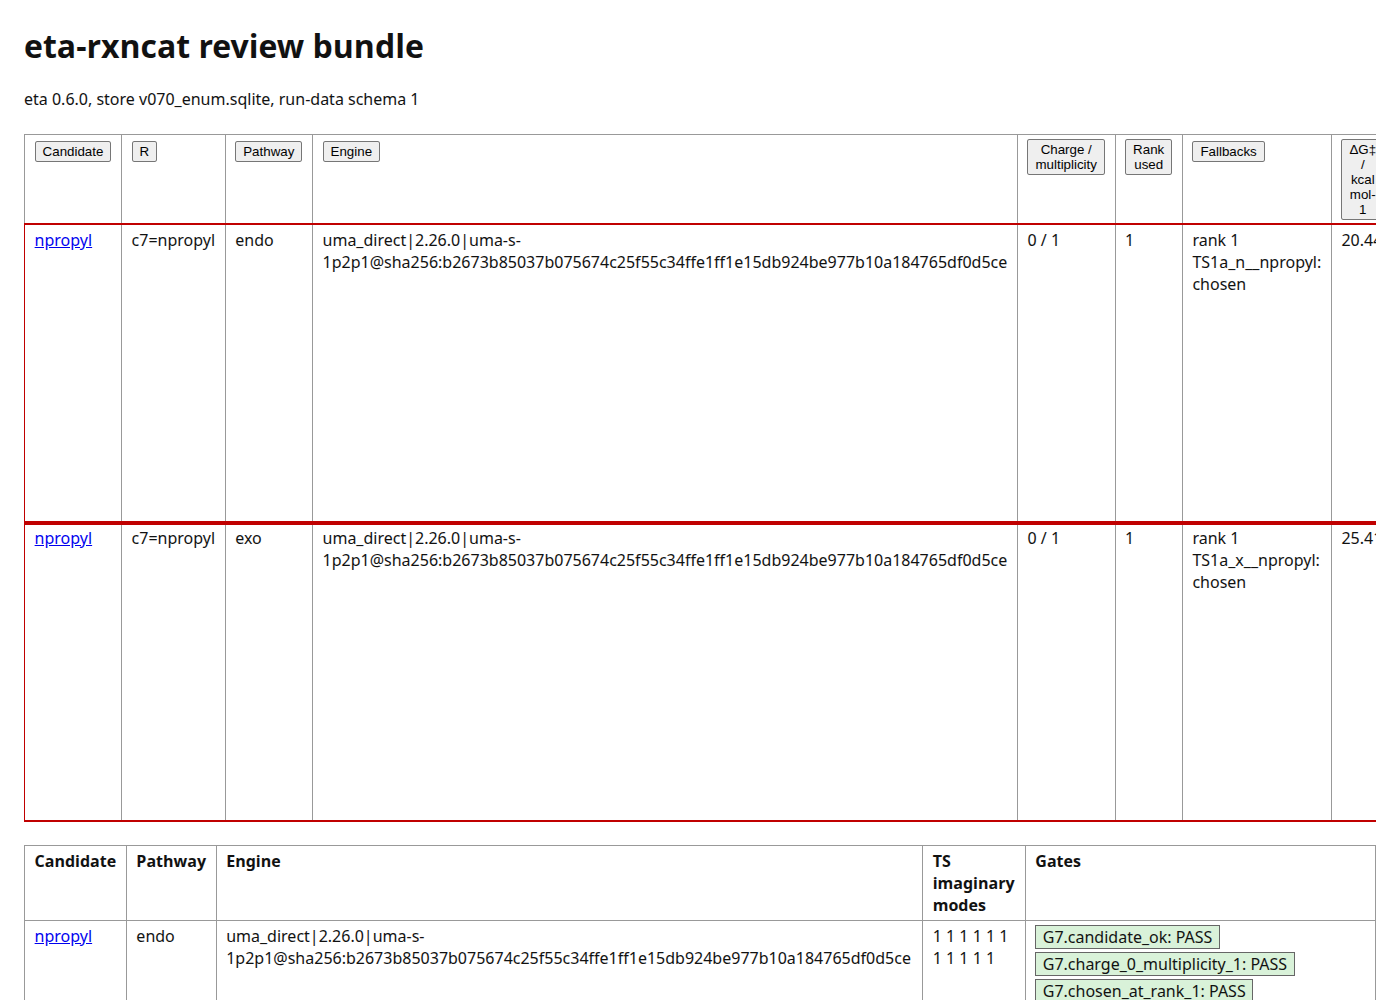 eta-rxncat review bundle
eta 0.6.0, store v070_enum.sqlite, run-data schema 1
Candidate R Pathway Engine Charge / multiplicity Rank used Fallbacks ΔG‡ / kcal mol-1
npropyl c7=npropyl endo uma_direct|2.26.0|uma-s- 0 / 1 1 rank 1 20.44
1p2p1@sha256:b2673b85037b075674c25f55c34ffe1ff1e15db924be977b10a184765df0d5ce TS1a_n__npropyl:
chosen
npropyl c7=npropyl exo uma_direct|2.26.0|uma-s- 0 / 1 1 rank 1 25.41
1p2p1@sha256:b2673b85037b075674c25f55c34ffe1ff1e15db924be977b10a184765df0d5ce TS1a_x__npropyl:
chosen
Candidate Pathway Engine TS imaginary modes Gates
npropyl endo uma_direct|2.26.0|uma-s- 1 1 1 1 1 1 G7.candidate_ok: PASS
1p2p1@sha256:b2673b85037b075674c25f55c34ffe1ff1e15db924be977b10a184765df0d5ce 1 1 1 1 1 G7.charge_0_multiplicity_1: PASS
G7.chosen_at_rank_1: PASS